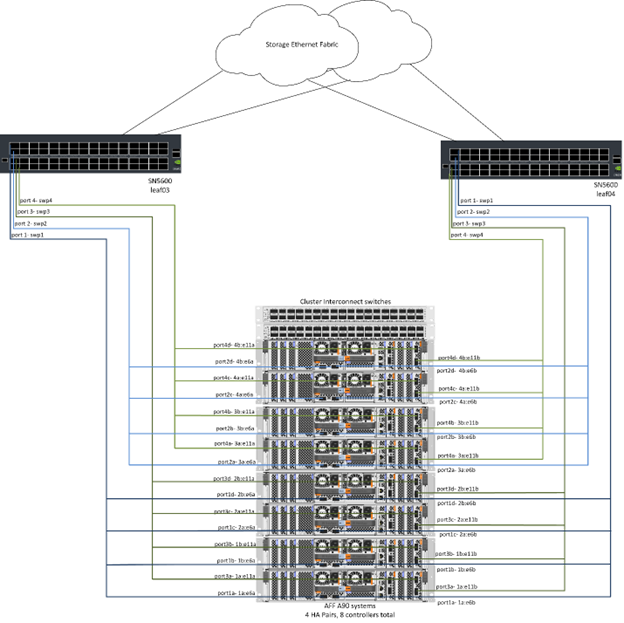 Storage Ethernet Fabric
SN5600
leaf03
SN5600
leaf04
port 4- swp4
port 3- swp3
port 2- swp2
port 1- swp1
port 1- swp1
port 2- swp2
port 3- swp3
port 4- swp4
Cluster Interconnect switches
port4d- 4b:e11a
port2d- 4b:e6a
port4c- 4a:e11a
port2c- 4a:e6a
port4b- 3b:e11a
port2b- 3b:e6a
port4a- 3a:e11a
port2a- 3a:e6a
port3d- 2b:e11a
port1d- 2b:e6a
port3c- 2a:e11a
port1c- 2a:e6a
port3b- 1b:e11a
port1b- 1b:e6a
port3a- 1a:e11a
port1a- 1a:e6a
port4d- 4b:e11b
port2d- 4b:e6b
port4c- 4a:e11b
port2c- 4a:e6b
port4b- 3b:e11b
port2b- 3b:e6b
port4a- 3a:e11b
port2a- 3a:e6b
port3d- 2b:e11b
port1d- 2b:e6b
port3c- 2a:e11b
port1c- 2a:e6b
port3b- 1b:e11b
port1b- 1b:e6b
port3a- 1a:e11b
port1a- 1a:e6b
AFF A90 systems
4 HA Pairs, 8 controllers total